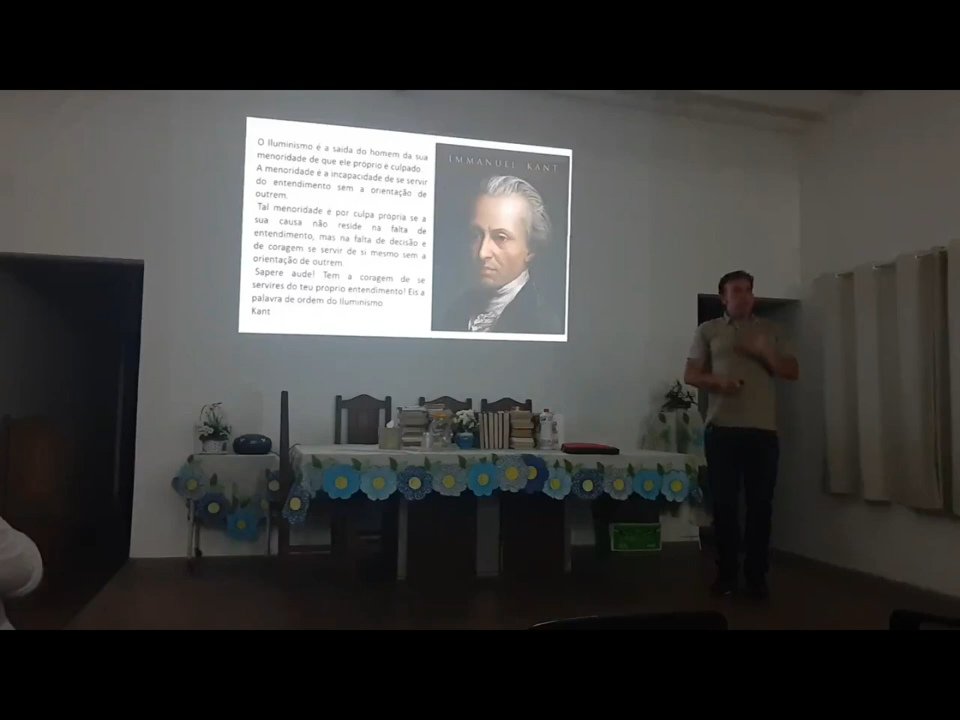 O Iluminismo é a saída do homem da sua
menoridade de que ele próprio é culpado.
A menoridade é a incapacidade de se servir
do entendimento sem a orientação de
outrem.
Tal menoridade é por culpa própria se a
sua causa não reside na falta de
entendimento, mas na falta de decisão e
de coragem se servir de si mesmo sem a
orientação de outrem.
Sapere aude! Tem a coragem de se
servires do teu próprio entendimento! Eis a
palavra de ordem do Iluminismo
Kant
IMMANUEL KANT